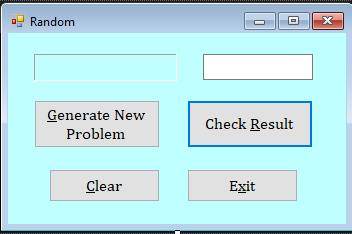 Random
Generate New
Problem
Check Result
Clear
Exit